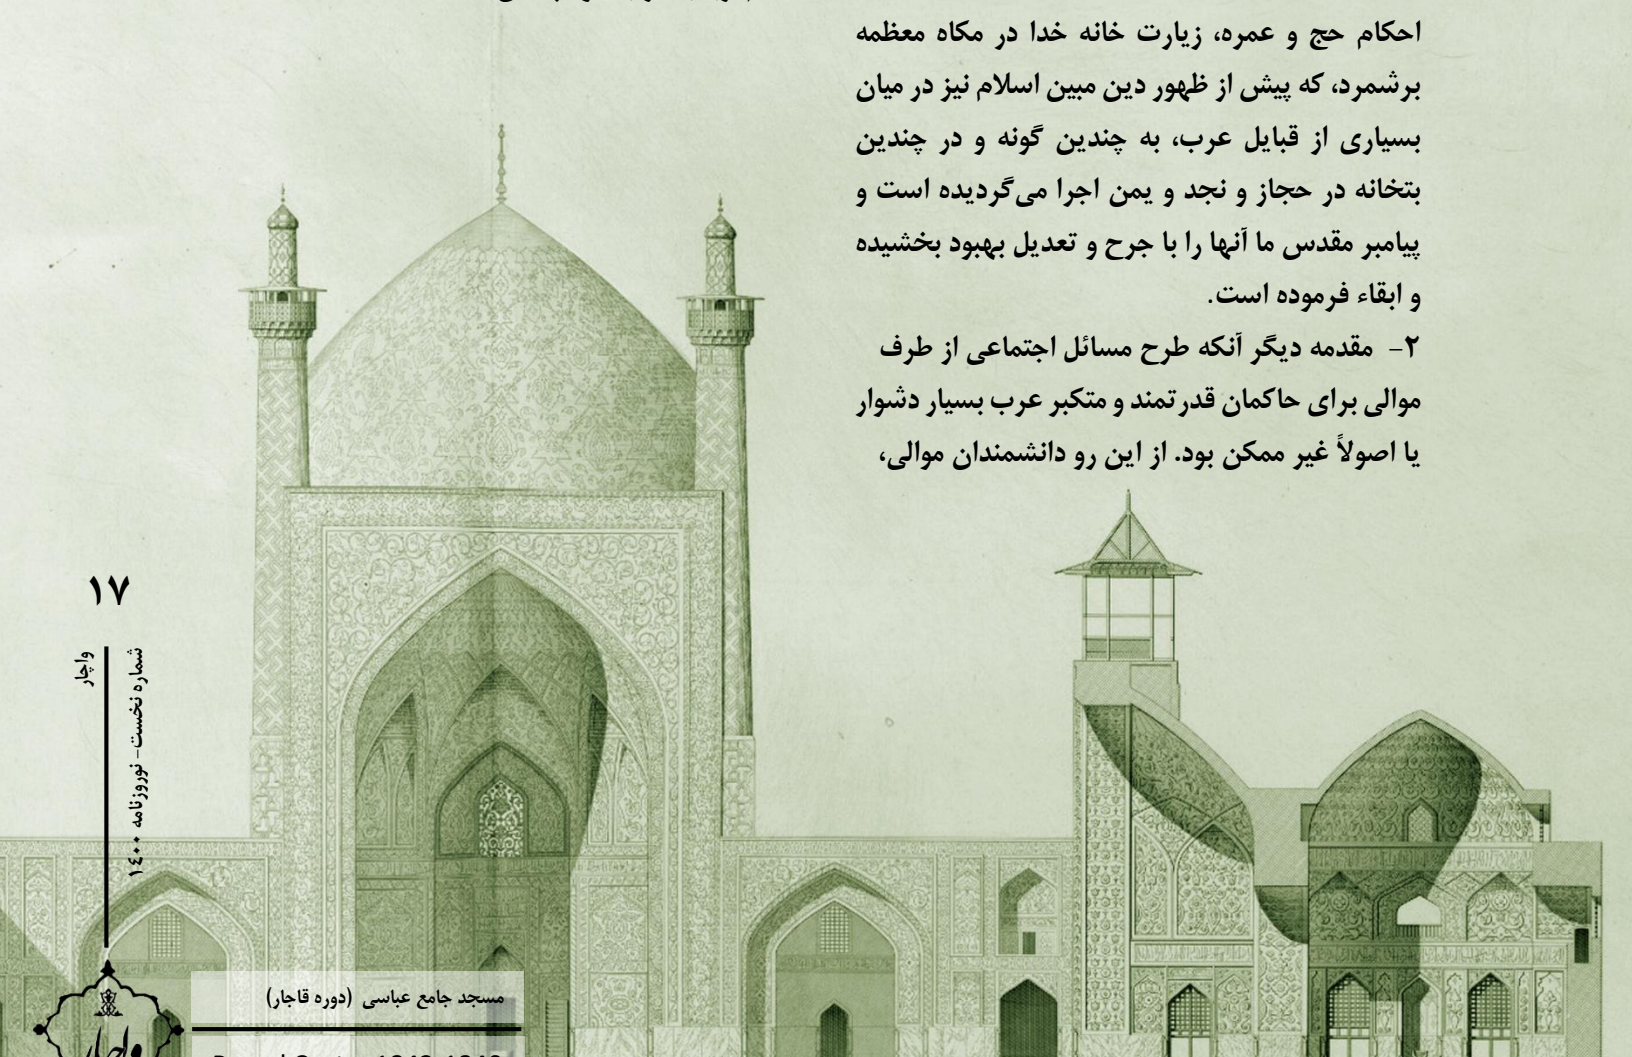 احکام حج و عمره، زیارت خانه خدا در مکاه معظمه
برشمرد، که پیش از ظهور دین مبین اسلام نیز در میان
بسیاری از قبایل عرب، به چندین گونه و در چندین
بتخانه در حجاز و نجد و یمن اجرا می‌گردیده است و
پیامبر مقدس ما آنها را با جرح و تعدیل بهبود بخشیده
و ابقاء فرموده است.
۲- مقدمه دیگر آنکه طرح مسائل اجتماعی از طرف
موالی برای حاکمان قدرتمند و متکبر عرب بسیار دشوار
یا اصولاً غیر ممکن بود. از این رو دانشمندان موالی،
۱۷
واچار
شماره نخست- نوروزنامه ۱۴۰۰
واچار
مسجد جامع عباسی (دوره قاجار)